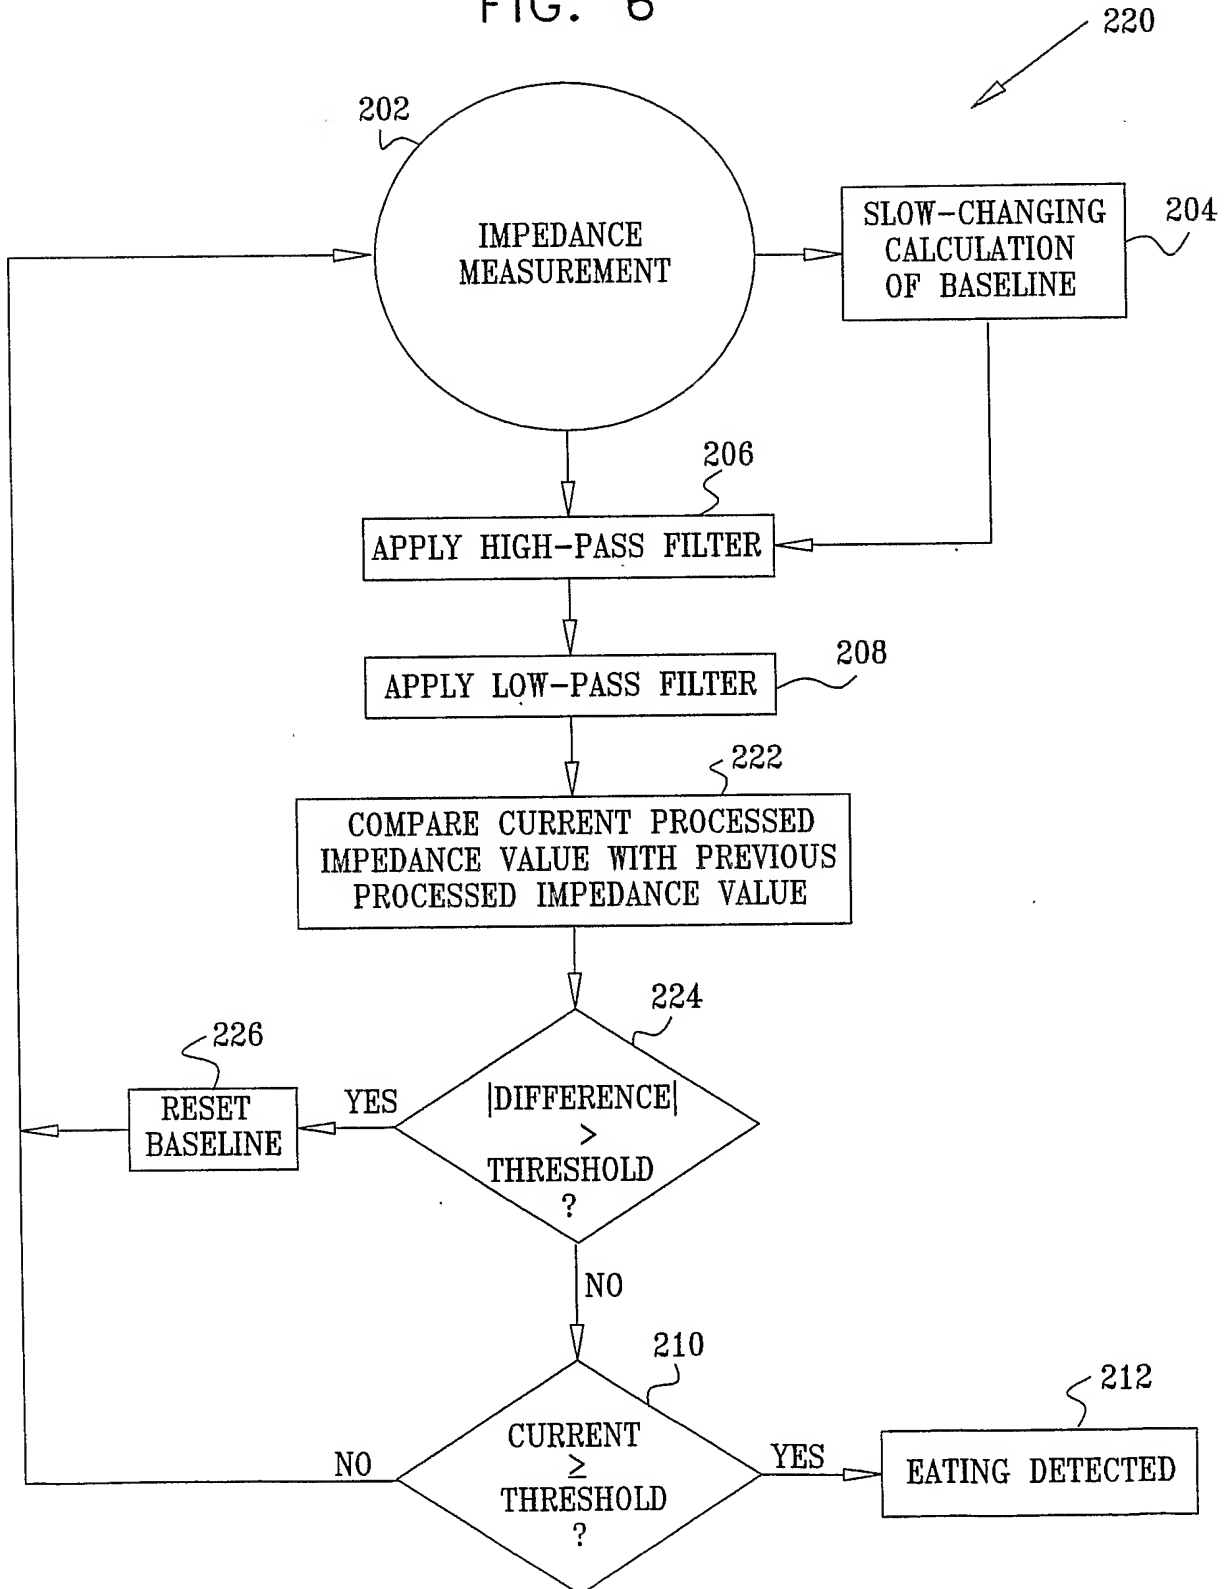 FIG. 6
220
202
IMPEDANCE
MEASUREMENT
SLOW-CHANGING
CALCULATION
OF BASELINE
204
206
APPLY HIGH-PASS FILTER
208
APPLY LOW-PASS FILTER
222
COMPARE CURRENT PROCESSED
IMPEDANCE VALUE WITH PREVIOUS
PROCESSED IMPEDANCE VALUE
224
226
RESET
BASELINE
YES
|DIFFERENCE|
>
THRESHOLD
?
NO
210
212
CURRENT
≥
THRESHOLD
?
NO
YES
EATING DETECTED